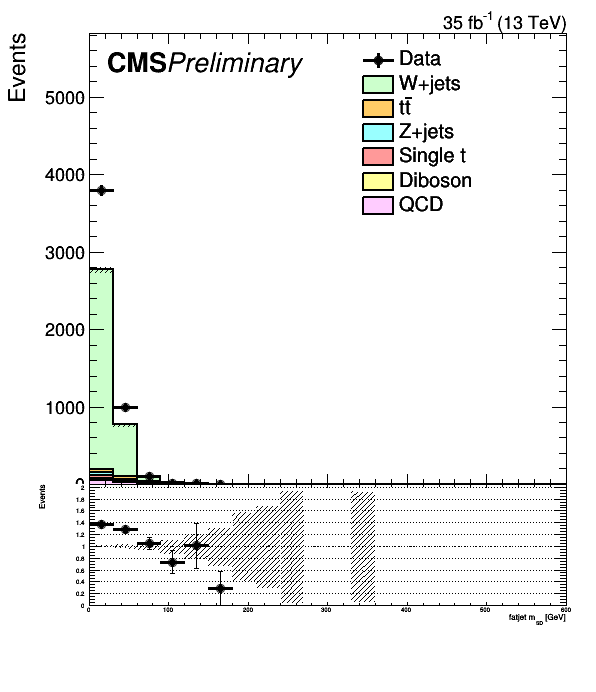 35 fb⁻¹ (13 TeV)
Events
CMS Preliminary
Data
W+jets
tt̄
Z+jets
Single t
Diboson
QCD
5000
4000
3000
2000
1000
0
Events
2
1.8
1.6
1.4
1.2
1
0.8
0.6
0.4
0.2
0
0 100 200 300 400 500 600
fatjet m_SD [GeV]